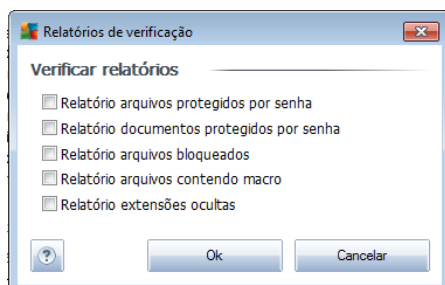 Relatórios de verificação
Verificar relatórios
Relatório arquivos protegidos por senha
Relatório documentos protegidos por senha
Relatório arquivos bloqueados
Relatório arquivos contendo macro
Relatório extensões ocultas
?
Ok
Cancelar